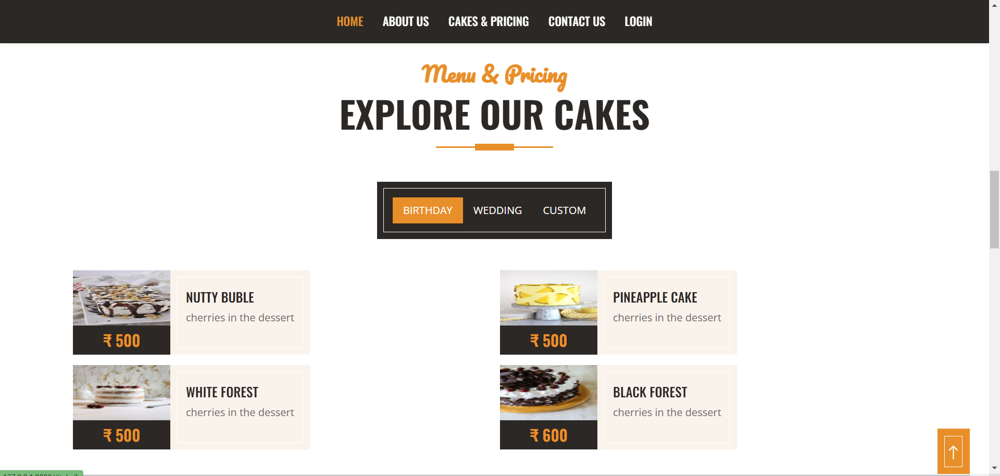 HOME ABOUT US CAKES & PRICING CONTACT US LOGIN
Menu & Pricing
EXPLORE OUR CAKES
BIRTHDAY WEDDING CUSTOM
NUTTY BUBLE
cherries in the dessert
₹ 500
PINEAPPLE CAKE
cherries in the dessert
₹ 500
WHITE FOREST
cherries in the dessert
₹ 500
BLACK FOREST
cherries in the dessert
₹ 600